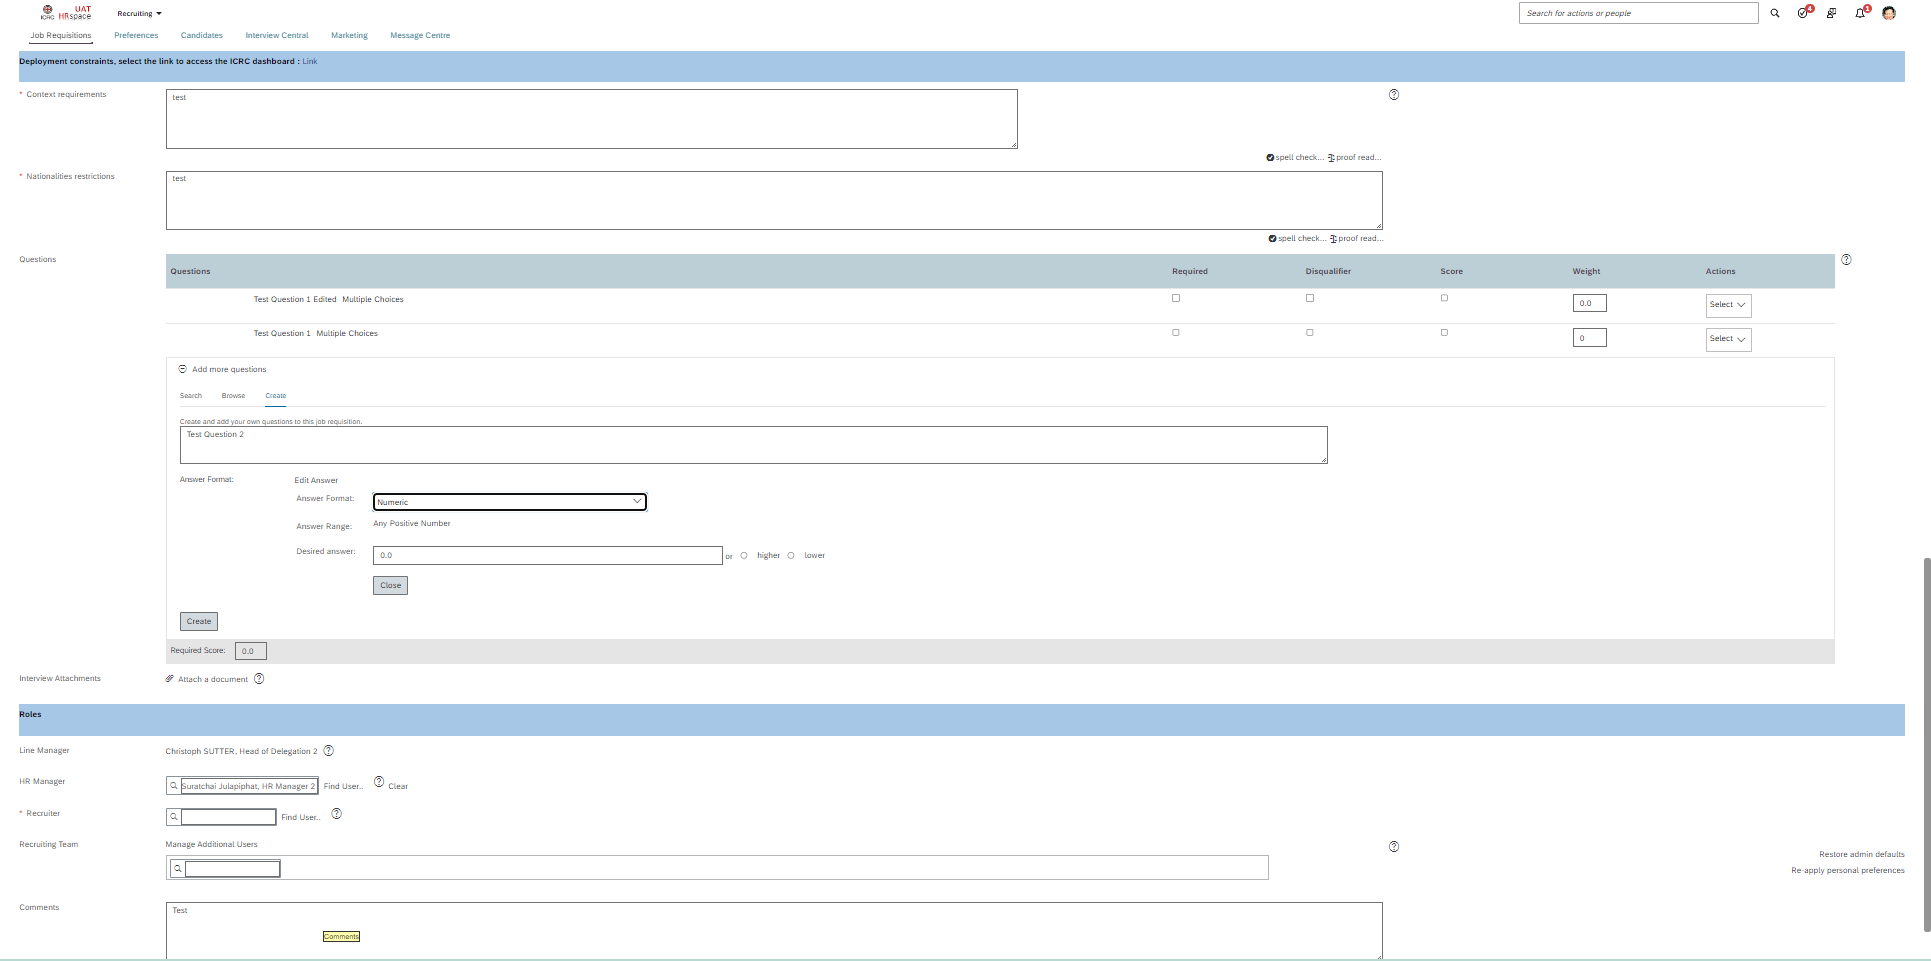 ICRC UAT HRspace Recruiting Search for actions or people 4 1
Job Requisitions Preferences Candidates Interview Central Marketing Message Centre
Deployment constraints, select the link to access the ICRC dashboard : Link
* Context requirements
test
spell check... proof read...
* Nationalities restrictions
test
spell check... proof read...
Questions
Questions Required Disqualifier Score Weight Actions
Test Question 1 Edited Multiple Choices 0.0 Select
Test Question 1 Multiple Choices 0 Select
Add more questions
Search Browse Create
Create and add your own questions to this job requisition.
Test Question 2
Answer Format: Edit Answer
Answer Format: Numeric
Answer Range: Any Positive Number
Desired answer: 0.0 or higher lower
Close
Create
Required Score: 0.0
Interview Attachments Attach a document
Roles
Line Manager Christoph SUTTER, Head of Delegation 2
HR Manager Suratchai Julapiphat, HR Manager 2 Find User.. Clear
* Recruiter Find User..
Recruiting Team Manage Additional Users
Restore admin defaults
Re-apply personal preferences
Comments
Test
Comments